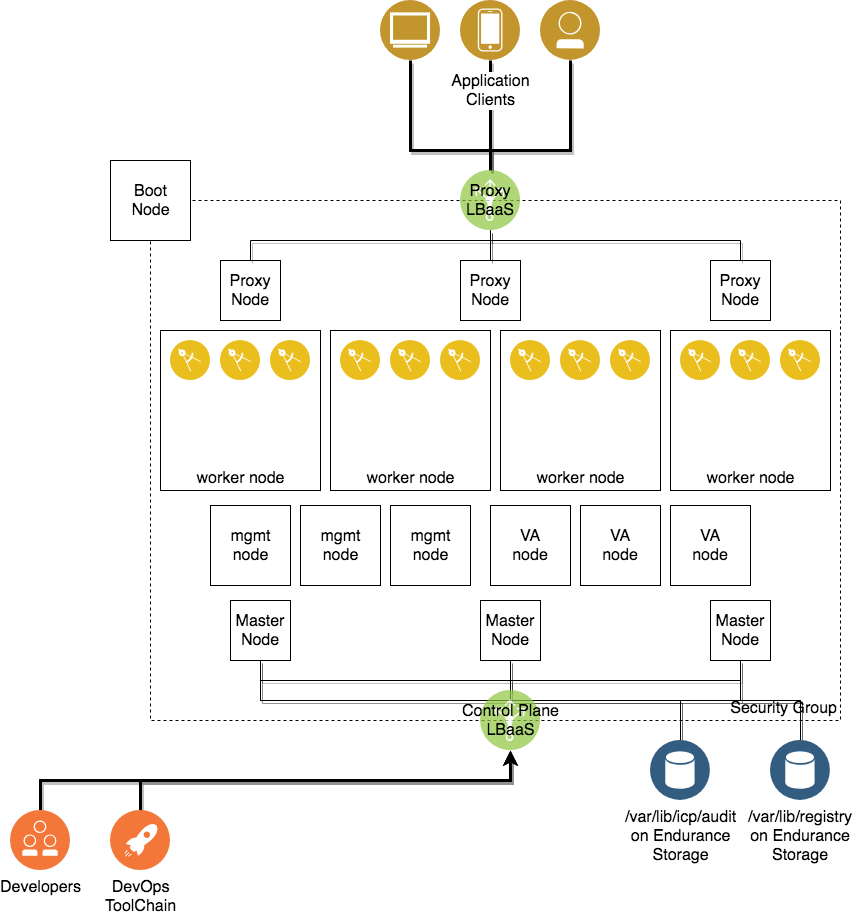 Application
Clients
Boot
Node
Proxy
LBaaS
Proxy
Node
Proxy
Node
Proxy
Node
worker node
worker node
worker node
worker node
mgmt
node
mgmt
node
mgmt
node
VA
node
VA
node
VA
node
Master
Node
Master
Node
Master
Node
Control Plane
LBaaS
Security Group
/var/lib/icp/audit
on Endurance
Storage
/var/lib/registry
on Endurance
Storage
Developers
DevOps
ToolChain